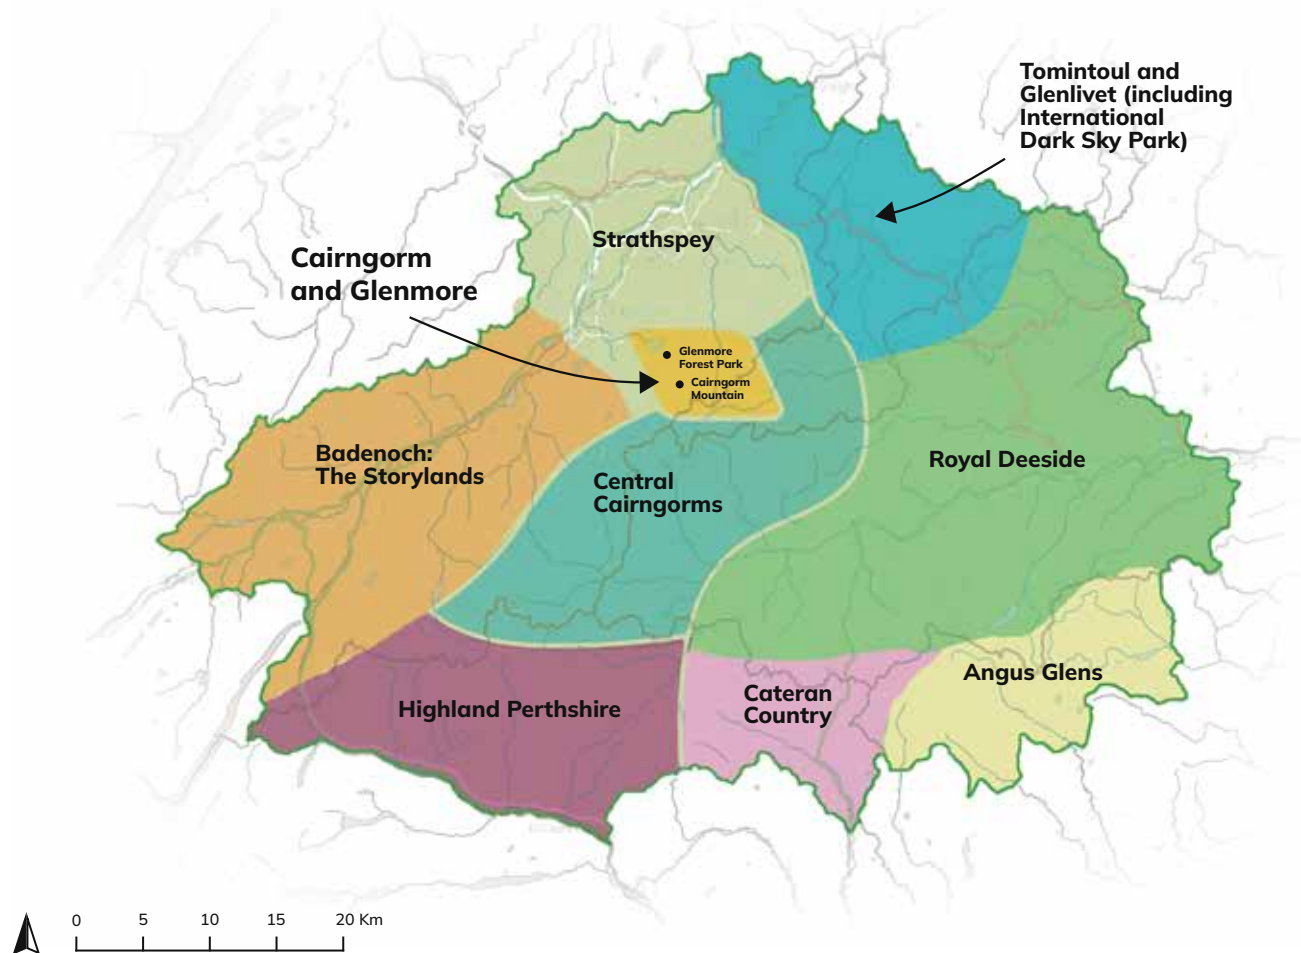 Tomintoul and
Glenlivet (including
International
Dark Sky Park)
Strathspey
Cairngorm
and Glenmore
Glenmore
Forest Park
Cairngorm
Mountain
Badenoch:
The Storylands
Royal Deeside
Central
Cairngorms
Angus Glens
Cateran
Country
Highland Perthshire
0 5 10 15 20 Km